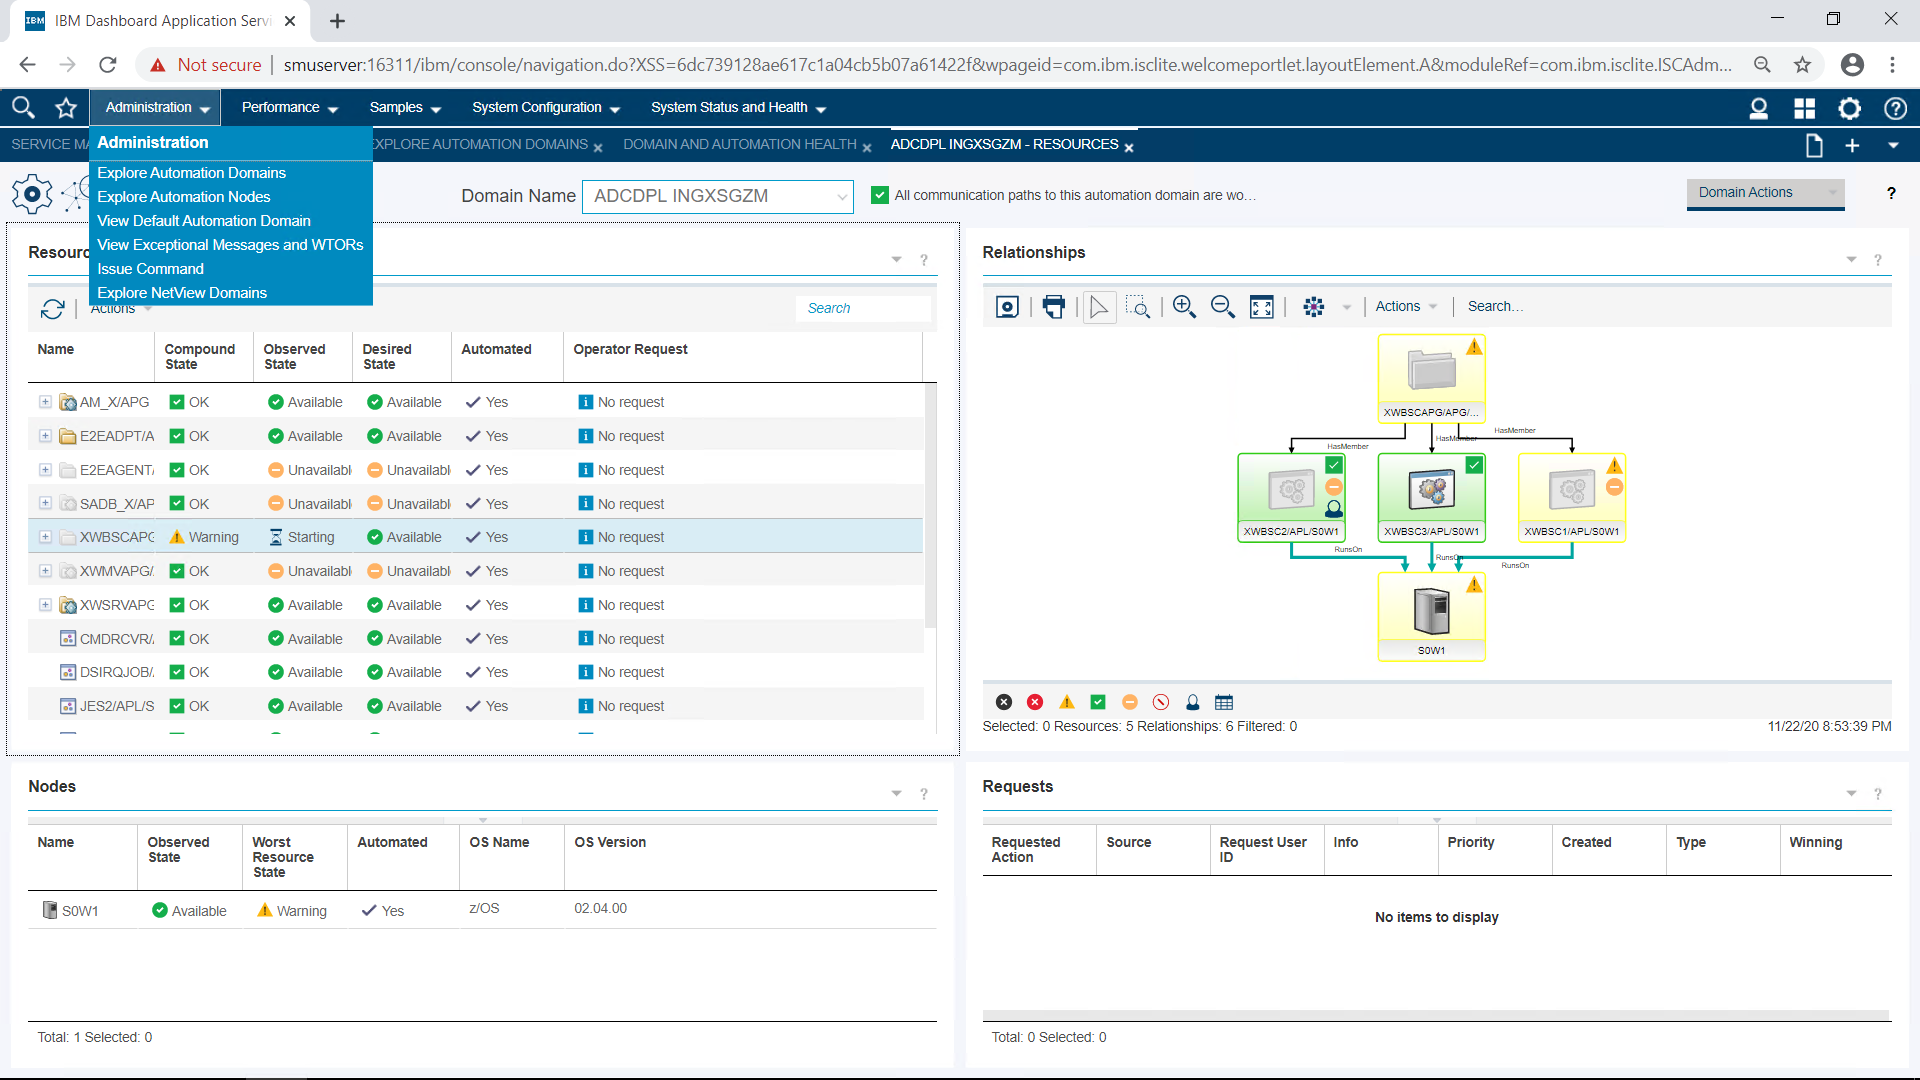 IBM Dashboard Application Servi
Not secure
smuserver:16311/ibm/console/navigation.do?XSS=6dc739128ae617c1a04cb5b07a61422f&wpageid=com.ibm.isclite.welcomeportlet.layoutElement.A&moduleRef=com.ibm.isclite.ISCAdm...
Administration Performance Samples System Configuration System Status and Health
SERVICE MA EXPLORE AUTOMATION DOMAINS DOMAIN AND AUTOMATION HEALTH ADCDPL INGXSGZM - RESOURCES
Administration
Explore Automation Domains
Explore Automation Nodes
View Default Automation Domain
View Exceptional Messages and WTORs
Issue Command
Explore NetView Domains
Domain Name ADCDPL INGXSGZM All communication paths to this automation domain are wo... Domain Actions ?
Resourc ?
Actions Search
Name Compound State Observed State Desired State Automated Operator Request
AM_X/APG OK Available Available Yes No request
E2EADPT/A OK Available Available Yes No request
E2EAGENT/ OK Unavailabl Unavailabl Yes No request
SADB_X/AP OK Unavailabl Unavailabl Yes No request
XWBSCAPG Warning Starting Available Yes No request
XWMVAPG/ OK Unavailabl Unavailabl Yes No request
XWSRVAPG OK Available Available Yes No request
CMDRCVR/ OK Available Available Yes No request
DSIRQJOB/ OK Available Available Yes No request
JES2/APL/S OK Available Available Yes No request
Relationships ?
Actions Search...
XWBSCAPG/APG/...
HasMember HasMember HasMember
XWBSC2/APL/S0W1 XWBSC3/APL/S0W1 XWBSC1/APL/S0W1
RunsOn RunsOn RunsOn
S0W1
Selected: 0 Resources: 5 Relationships: 6 Filtered: 0 11/22/20 8:53:39 PM
Nodes ?
Name Observed State Worst Resource State Automated OS Name OS Version
S0W1 Available Warning Yes z/OS 02.04.00
Total: 1 Selected: 0
Requests ?
Requested Action Source Request User ID Info Priority Created Type Winning
No items to display
Total: 0 Selected: 0